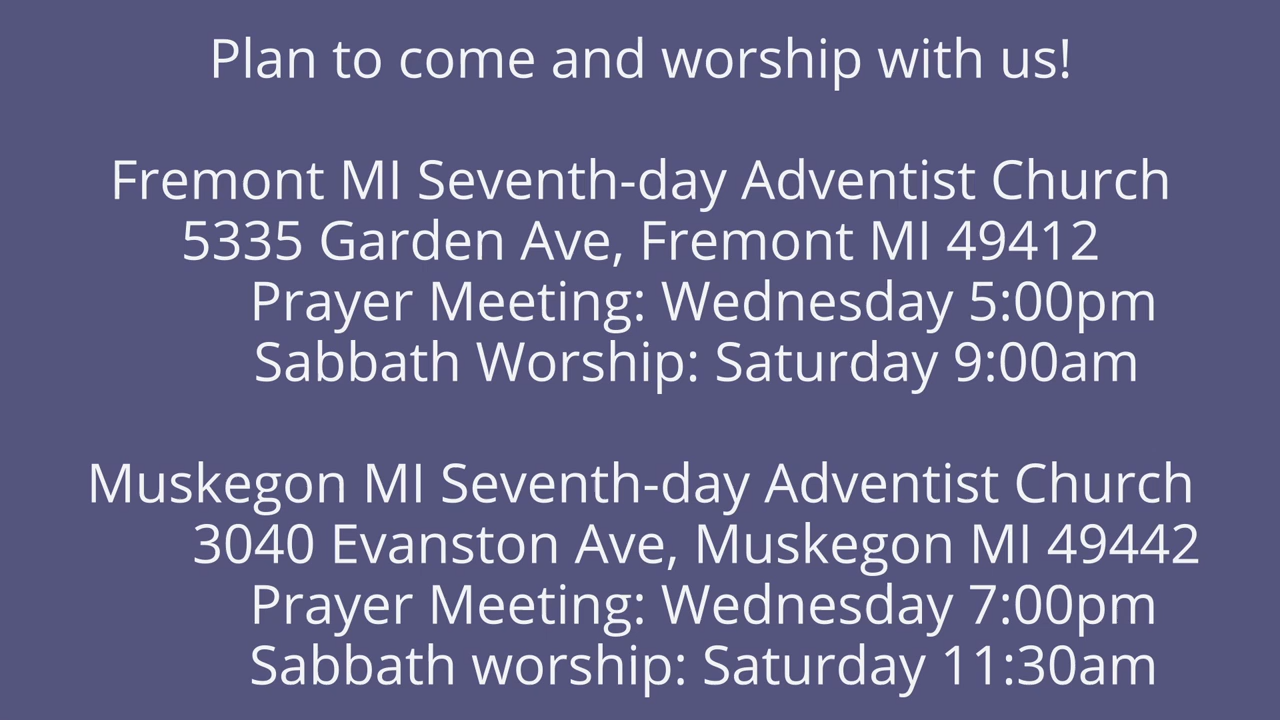 Plan to come and worship with us!
Fremont MI Seventh-day Adventist Church
5335 Garden Ave, Fremont MI 49412
Prayer Meeting: Wednesday 5:00pm
Sabbath Worship: Saturday 9:00am
Muskegon MI Seventh-day Adventist Church
3040 Evanston Ave, Muskegon MI 49442
Prayer Meeting: Wednesday 7:00pm
Sabbath worship: Saturday 11:30am